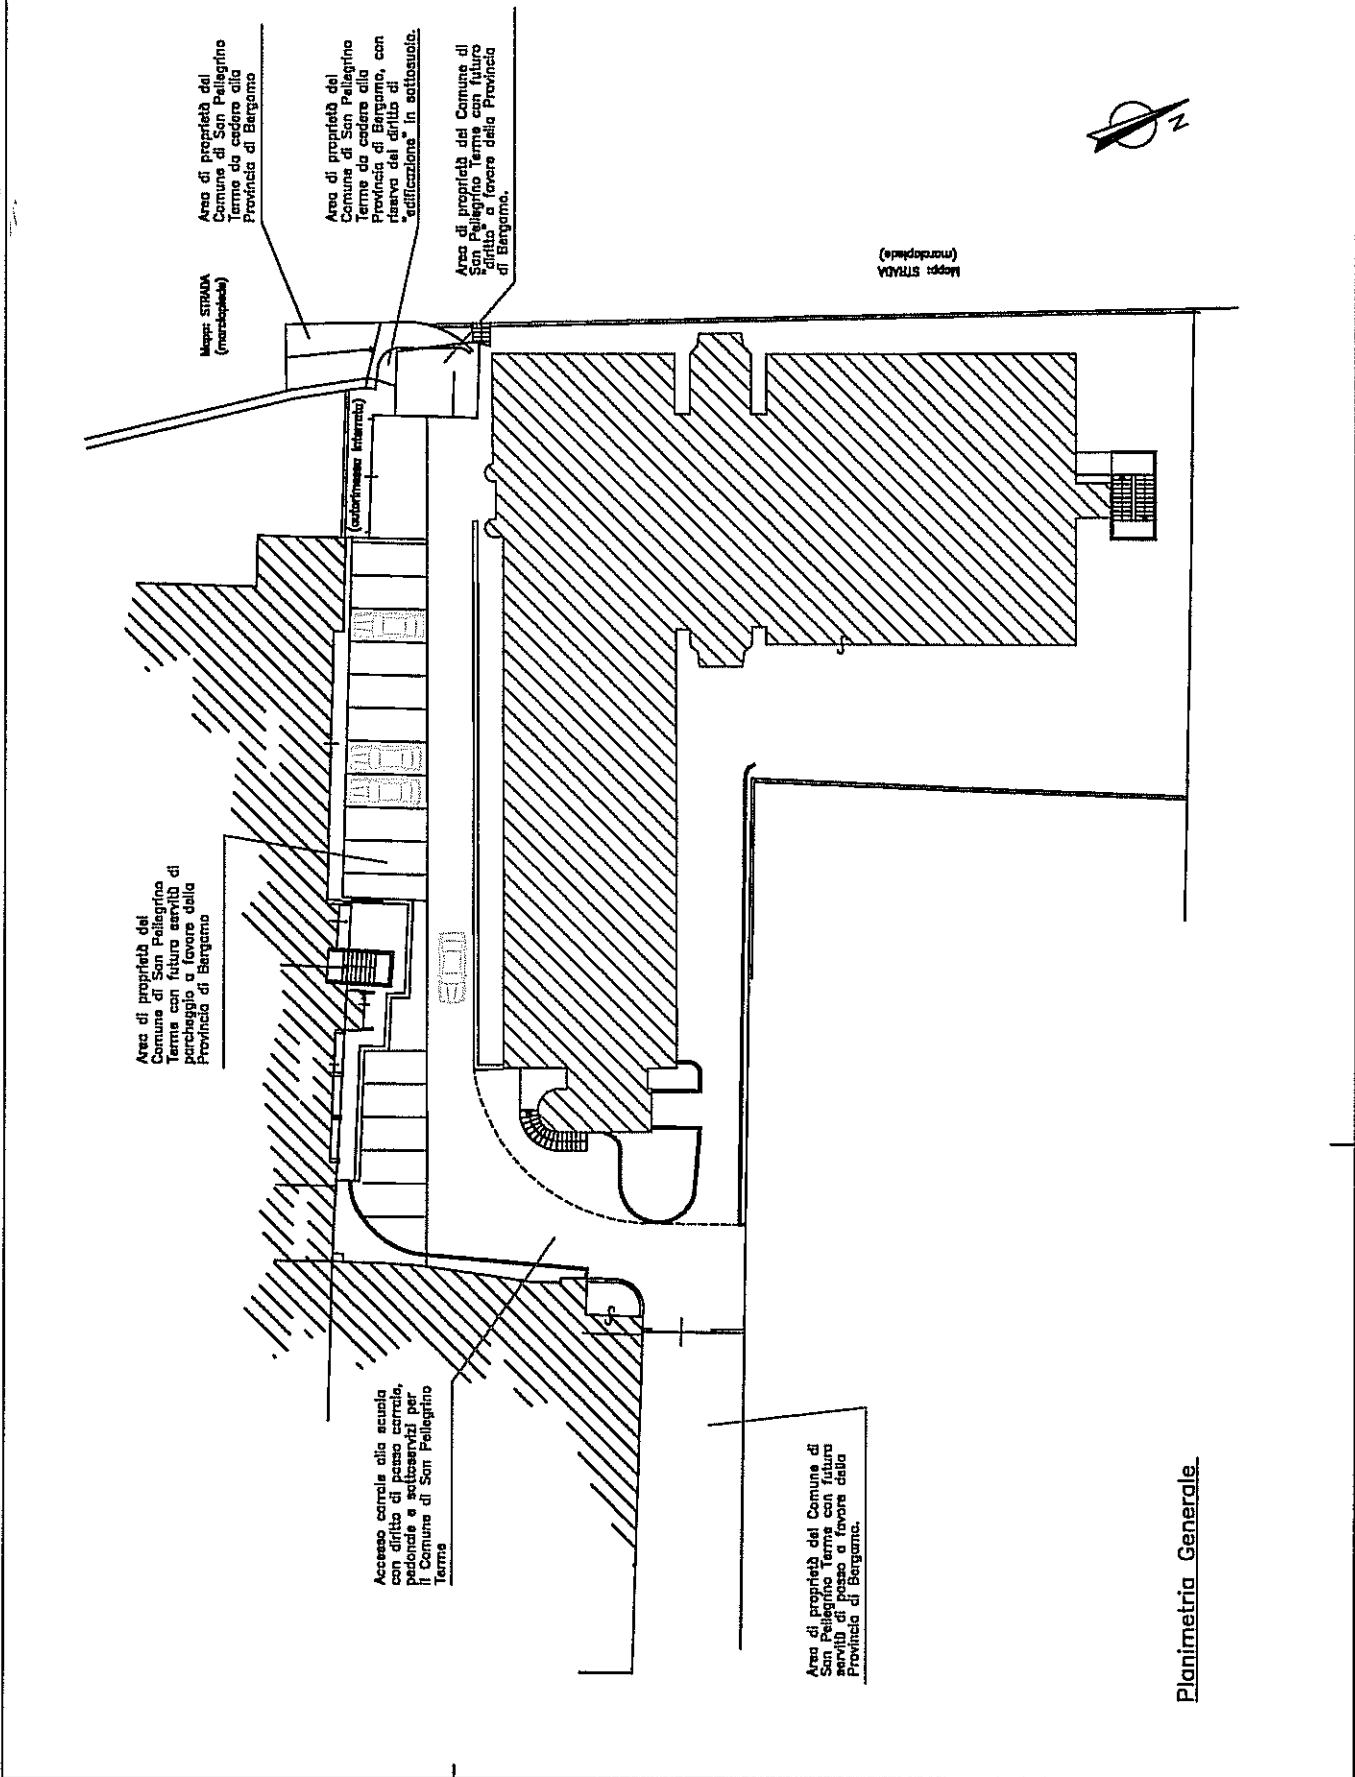 Area di proprietà del
Comune di San Pellegrino
Terme da cedere alla
Provincia di Bergamo
Area di proprietà del
Comune di San Pellegrino
Terme da cedere alla
Provincia di Bergamo, con
riserva del diritto di
"edificazione" in sottosuolo.
Area di proprietà del Comune di
San Pellegrino Terme con futuro
"diritto" a favore della Provincia
di Bergamo.
Mapp: STRADA
(marciapiede)
Mapp: STRADA
(marciapiede)
(autorimessa interrata)
N
Area di proprietà del
Comune di San Pellegrino
Terme con futura servitù di
parcheggio a favore della
Provincia di Bergamo
Accesso carrale alla scuola
con diritto di passo carrale,
pedonale e sottoservizi per
il Comune di San Pellegrino
Terme
Area di proprietà del Comune di
San Pellegrino Terme con futura
servitù di passo a favore della
Provincia di Bergamo.
Planimetria Generale